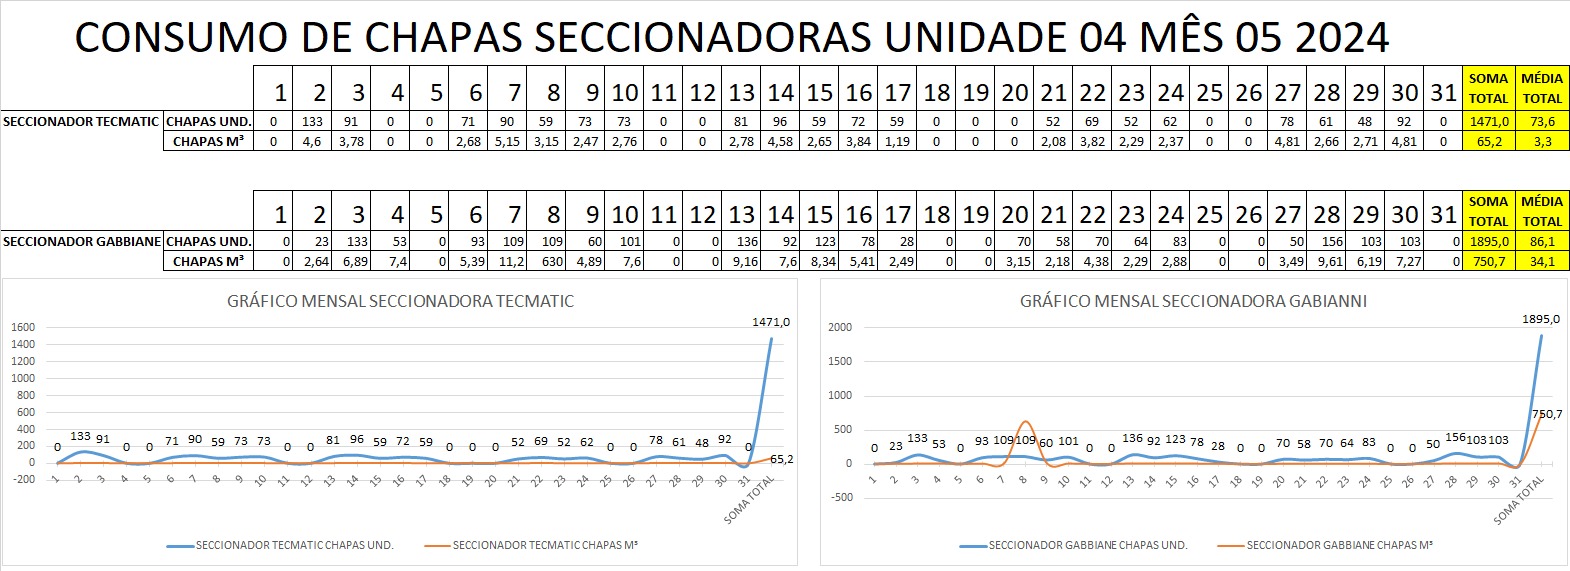 CONSUMO DE CHAPAS SECCIONADORAS UNIDADE 04 MÊS 05 2024
1 2 3 4 5 6 7 8 9 10 11 12 13 14 15 16 17 18 19 20 21 22 23 24 25 26 27 28 29 30 31 SOMA TOTAL MÉDIA TOTAL
SECCIONADOR TECMATIC CHAPAS UND. 0 133 91 0 0 71 90 59 73 73 0 0 81 96 59 72 59 0 0 0 52 69 52 62 0 0 78 61 48 92 0 1471,0 73,6
CHAPAS M³ 0 4,6 3,78 0 0 2,68 5,15 3,15 2,47 2,76 0 0 2,78 4,58 2,65 3,84 1,19 0 0 0 2,08 3,82 2,29 2,37 0 0 4,81 2,66 2,71 4,81 0 65,2 3,3
1 2 3 4 5 6 7 8 9 10 11 12 13 14 15 16 17 18 19 20 21 22 23 24 25 26 27 28 29 30 31 SOMA TOTAL MÉDIA TOTAL
SECCIONADOR GABBIANE CHAPAS UND. 0 23 133 53 0 93 109 109 60 101 0 0 136 92 123 78 28 0 0 70 58 70 64 83 0 0 50 156 103 103 0 1895,0 86,1
CHAPAS M³ 0 2,64 6,89 7,4 0 5,39 11,2 630 4,89 7,6 0 0 9,16 7,6 8,34 5,41 2,49 0 0 3,15 2,18 4,38 2,29 2,88 0 0 3,49 9,61 6,19 7,27 0 750,7 34,1
GRÁFICO MENSAL SECCIONADORA TECMATIC
1471,0
1600
1400
1200
1000
800
600
400
200
0
-200
0 133 91 0 0 71 90 59 73 73 0 0 81 96 59 72 59 0 0 0 52 69 52 62 0 0 78 61 48 92 0
65,2
1 2 3 4 5 6 7 8 9 10 11 12 13 14 15 16 17 18 19 20 21 22 23 24 25 26 27 28 29 30 31 SOMA TOTAL
SECCIONADOR TECMATIC CHAPAS UND. SECCIONADOR TECMATIC CHAPAS M³
GRÁFICO MENSAL SECCIONADORA GABIANNI
1895,0
2000
1500
1000
500
0
-500
750,7
0 23 133 53 0 93 109 109 60 101 0 0 136 92 123 78 28 0 0 70 58 70 64 83 0 0 50 156 103 103 0
1 2 3 4 5 6 7 8 9 10 11 12 13 14 15 16 17 18 19 20 21 22 23 24 25 26 27 28 29 30 31 SOMA TOTAL
SECCIONADOR GABBIANE CHAPAS UND. SECCIONADOR GABBIANE CHAPAS M³